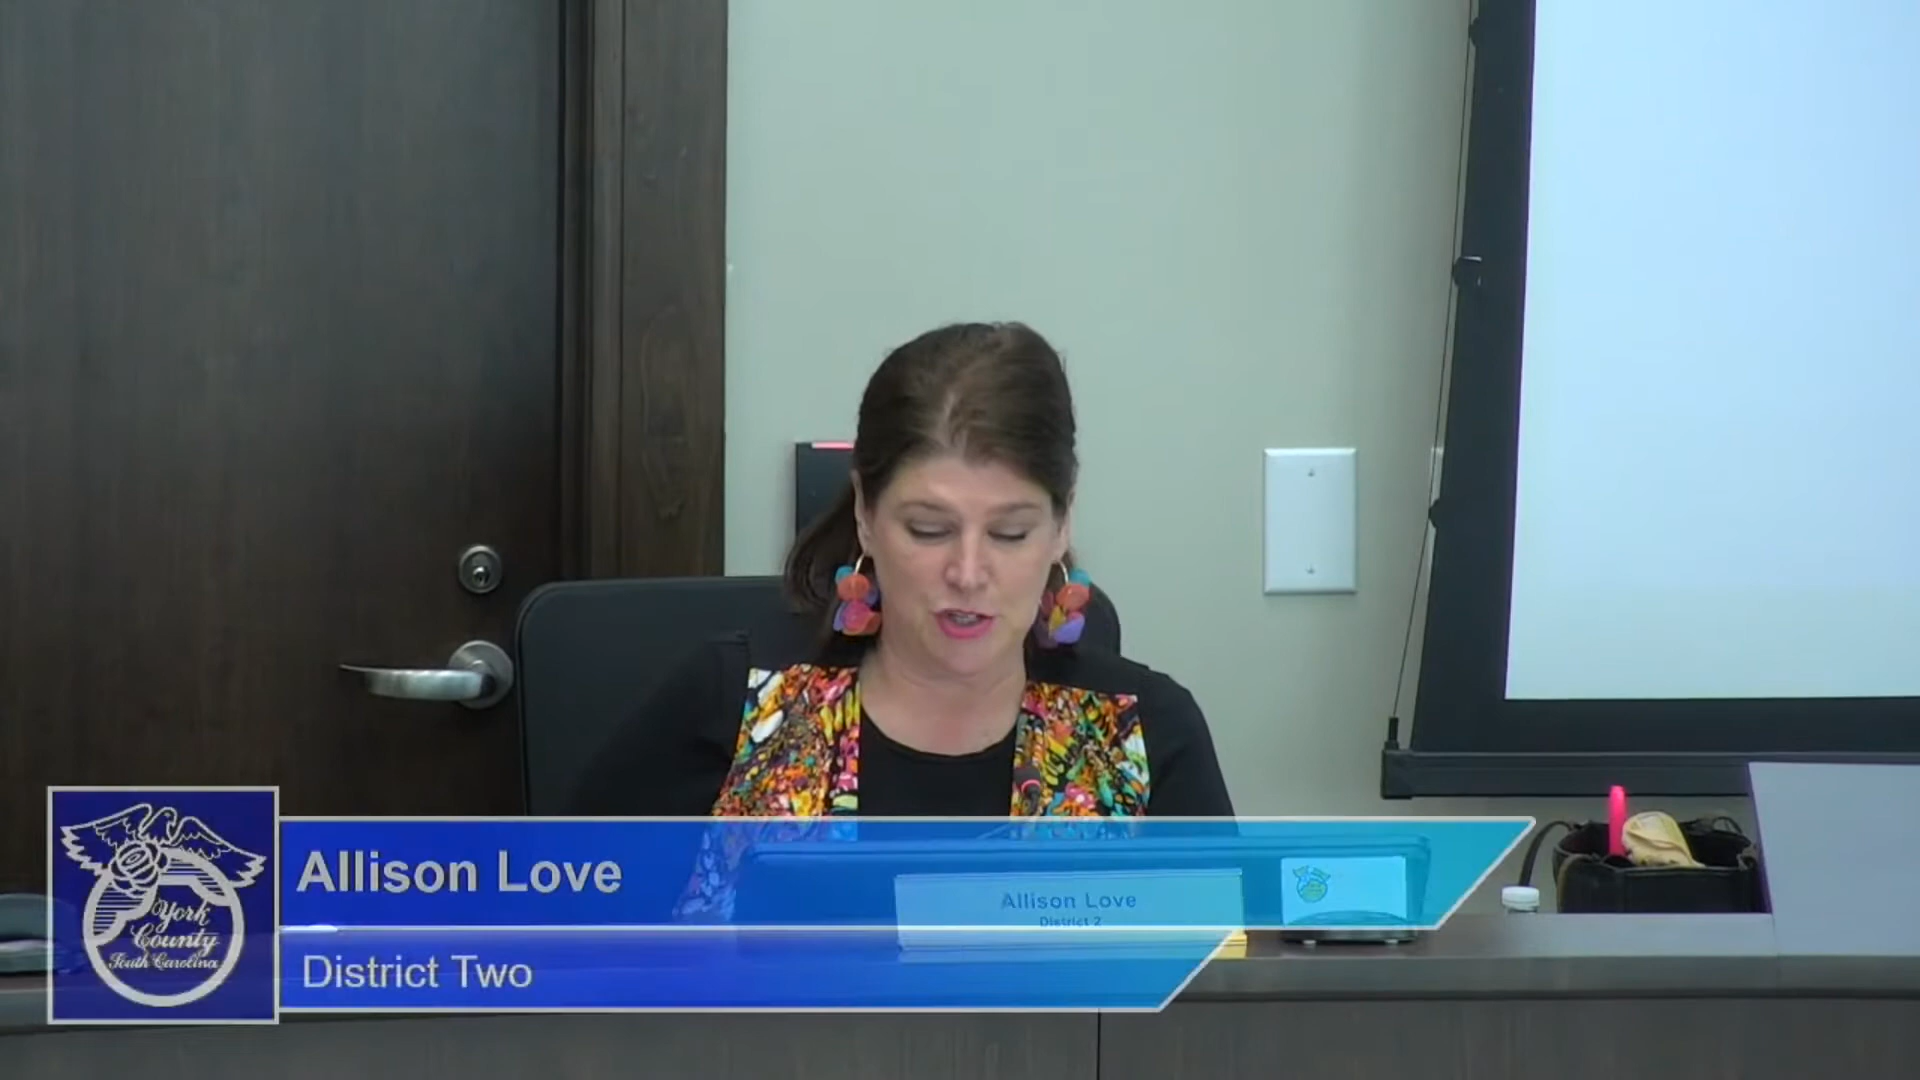 Allison Love
District Two
Allison Love
District 2
York
County
South Carolina